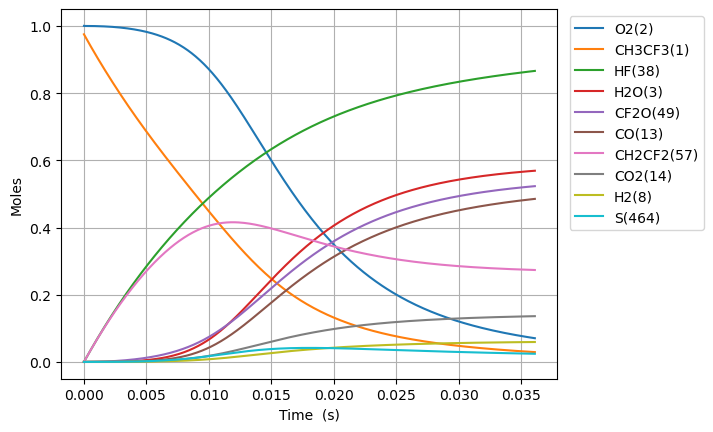 1.0
0.8
0.6
0.4
0.2
0.0
Moles
0.000 0.005 0.010 0.015 0.020 0.025 0.030 0.035
Time (s)
O2(2)
CH3CF3(1)
HF(38)
H2O(3)
CF2O(49)
CO(13)
CH2CF2(57)
CO2(14)
H2(8)
S(464)